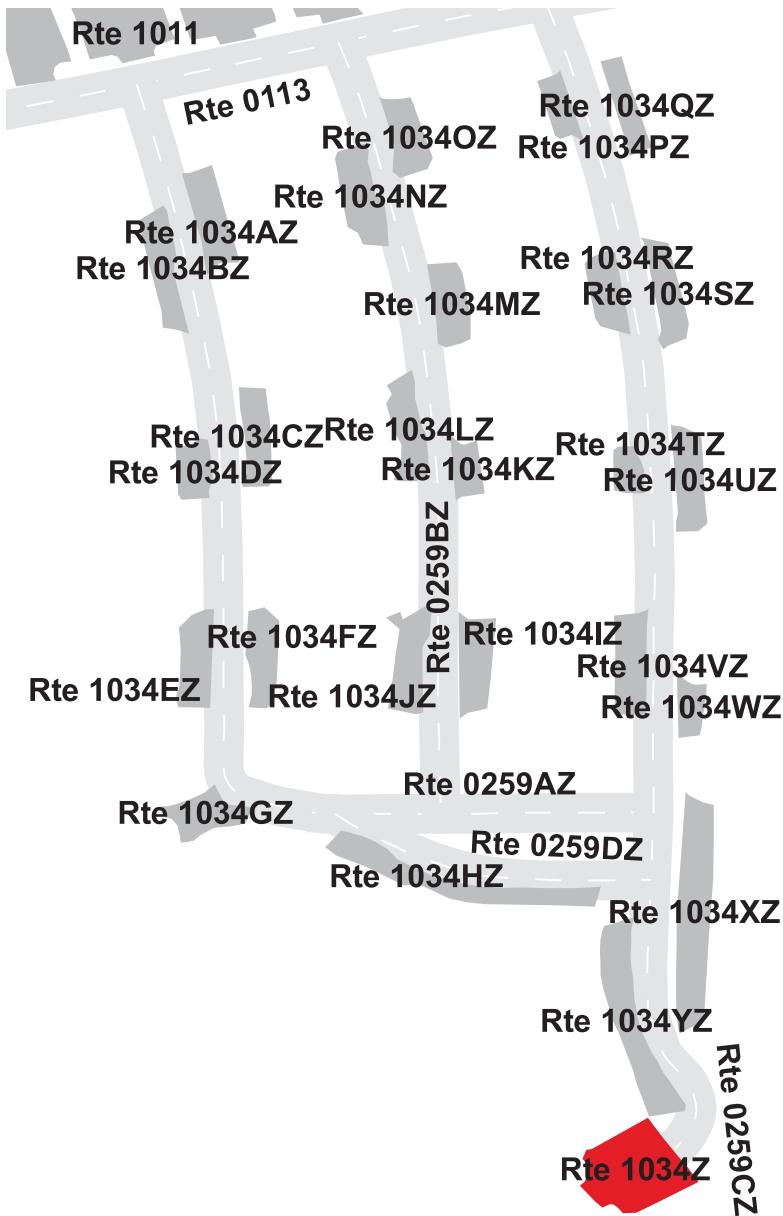 Rte 1011
Rte 0113
Rte 1034QZ
Rte 1034OZ
Rte 1034PZ
Rte 1034NZ
Rte 1034AZ
Rte 1034BZ
Rte 1034RZ
Rte 1034SZ
Rte 1034MZ
Rte 1034CZ
Rte 1034LZ
Rte 1034TZ
Rte 1034DZ
Rte 1034KZ
Rte 1034UZ
Rte 0259BZ
Rte 1034FZ
Rte 1034IZ
Rte 1034VZ
Rte 1034EZ
Rte 1034JZ
Rte 1034WZ
Rte 0259AZ
Rte 1034GZ
Rte 0259DZ
Rte 1034HZ
Rte 1034XZ
Rte 1034YZ
Rte 0259CZ
Rte 1034Z